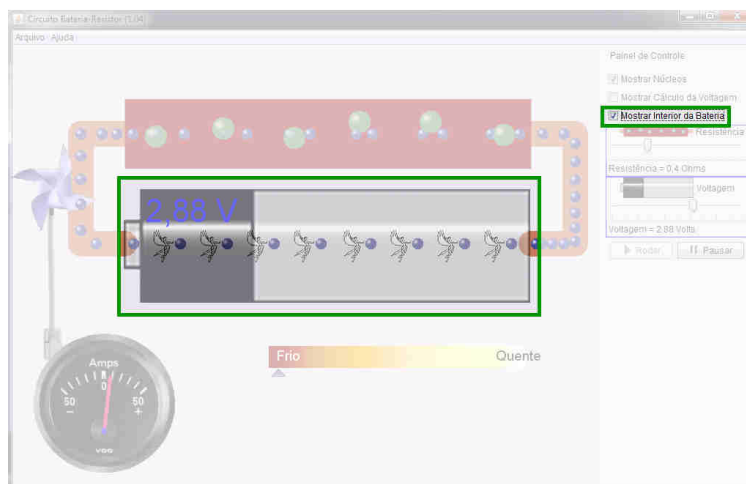 Circuito Bateria-Resistor (1.04)
Arquivo Ajuda
Painel de Controle
Mostrar Núcleos
Mostrar Cálculo da Voltagem
Mostrar Interior da Bateria
Resistência
Resistência = 0,4 Ohms
Voltagem
Voltagem = 2,88 Volts
Rodar
Pausar
2,88 V
Frio
Quente
Amps
0
50
50
-
+